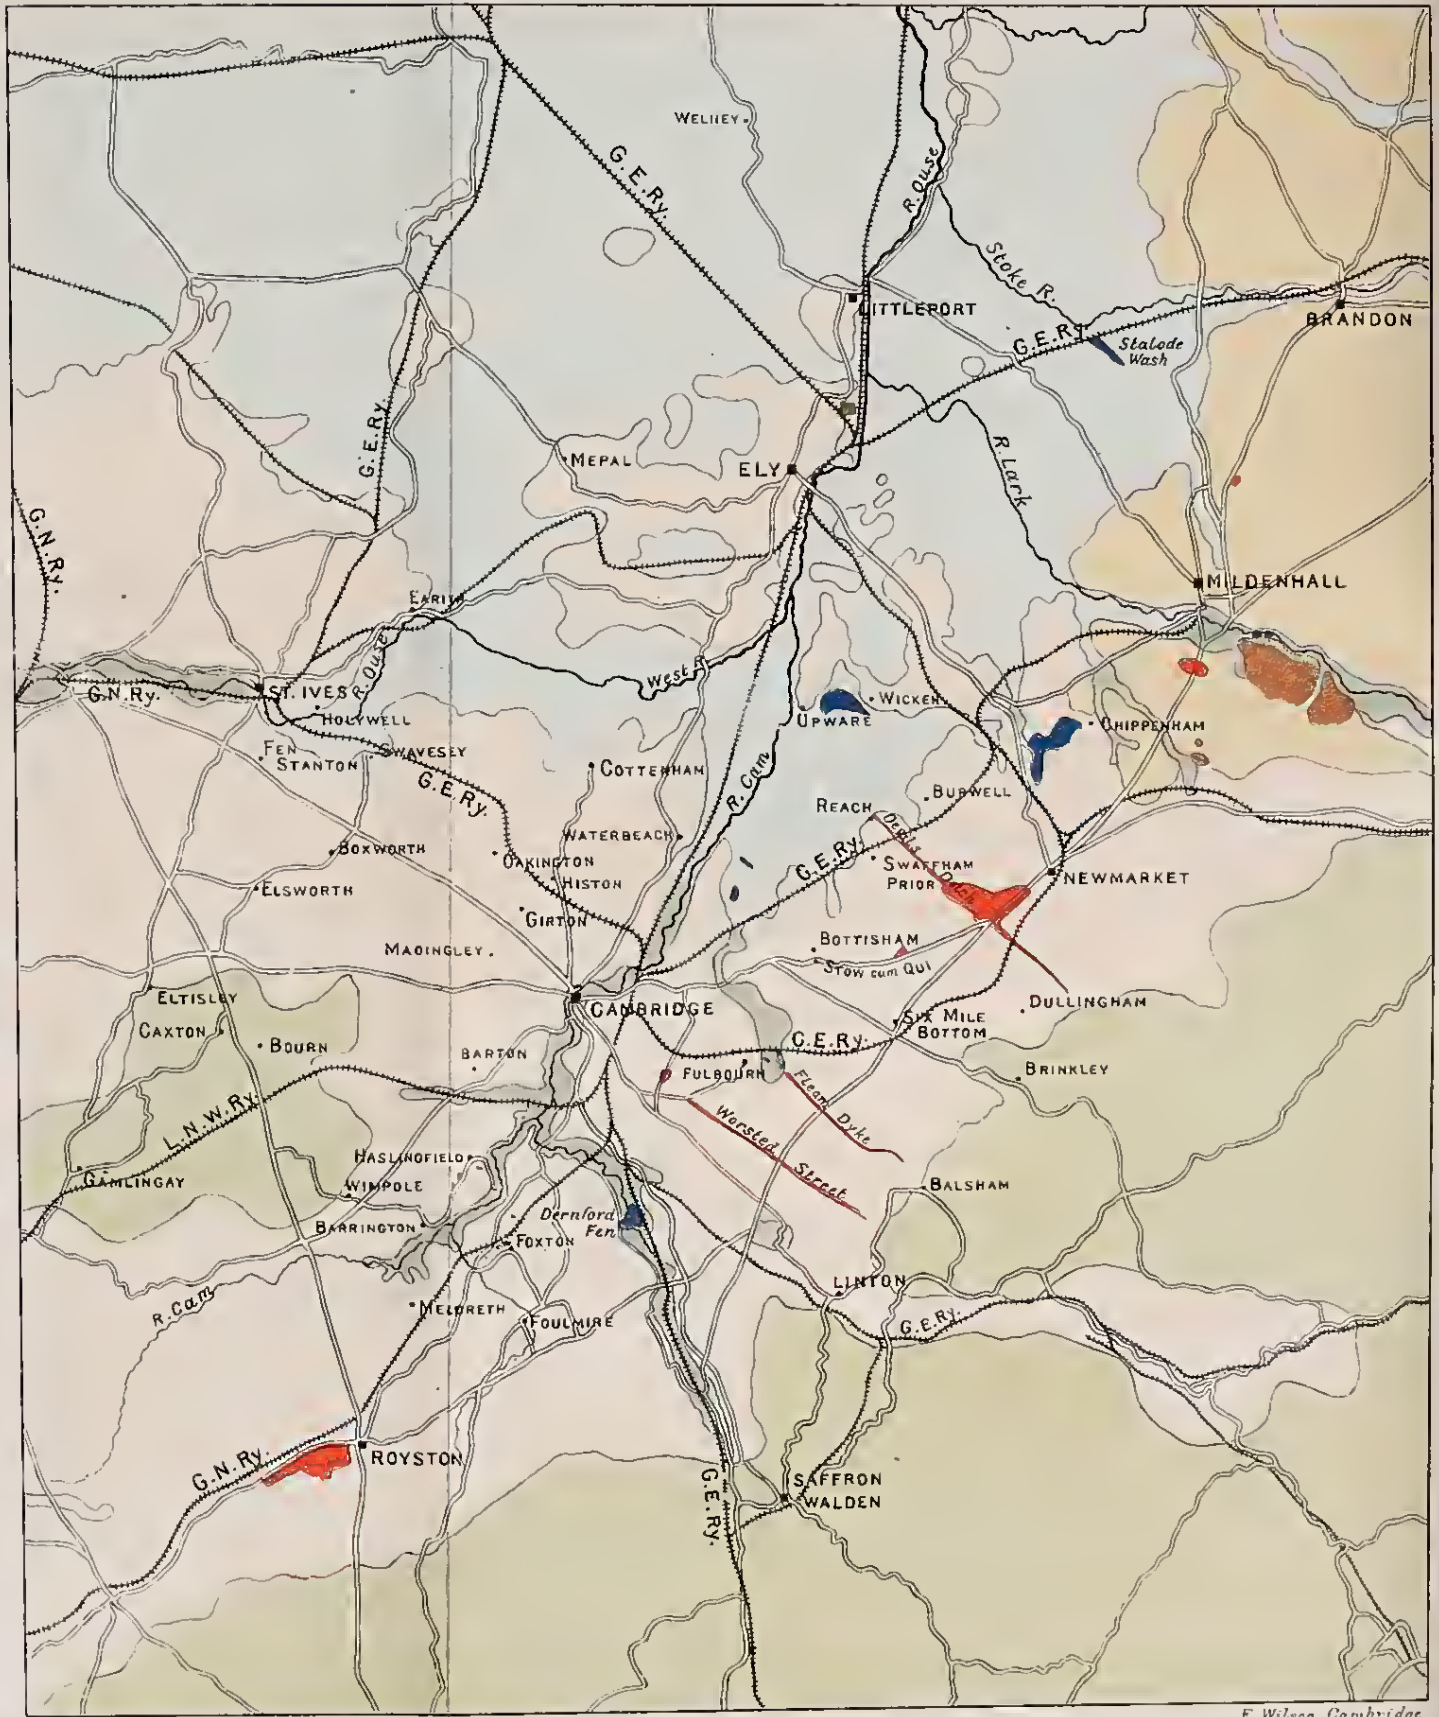 WELNEY
G.E.Ry.
R. Ouse
Stoke R.
LITTLEPORT
BRANDON
G.E.Ry.
Stalode
Wash
G.E.Ry.
MEPAL
ELY
R. Lark
G.N.Ry.
MILDENHALL
EARITH
R. Ouse
West R.
G.N.Ry.
ST. IVES
HOLYWELL
UPWARE
WICKEN
CHIPPENHAM
FEN
STANTON
SWAVESEY
G.E.Ry.
COTTENHAM
R. Cam
BURWELL
REACH
Devils Ditch
WATERBEACH
BOXWORTH
OAKINGTON
HISTON
G.E.Ry.
SWAFFHAM
PRIOR
NEWMARKET
ELSWORTH
GIRTON
MADINGLEY
BOTTISHAM
STOW cum QUI
ELTISLEY
CAMBRIDGE
DULLINGHAM
CAXTON
SIX MILE
BOTTOM
BOURN
BARTON
G.E.Ry.
FULBOURN
BRINKLEY
L.N.W.Ry.
Fleam Dyke
Worsted Street
HASLINGFIELD
GAMLINGAY
WIMPOLE
BALSHAM
BARRINGTON
Dernford
Fen
FOXTON
R. Cam
LINTON
MELDRETH
FOULMIRE
G.E.Ry.
G.N.Ry.
ROYSTON
G.E.Ry.
SAFFRON
WALDEN
E. Wilson, Cambridge